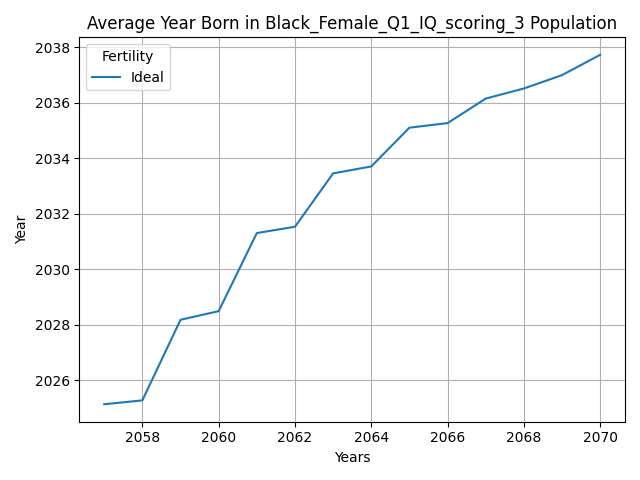 Average Year Born in Black_Female_Q1_IQ_scoring_3 Population
Fertility
Ideal
2038
2036
2034
2032
2030
2028
2026
Year
2058 2060 2062 2064 2066 2068 2070
Years